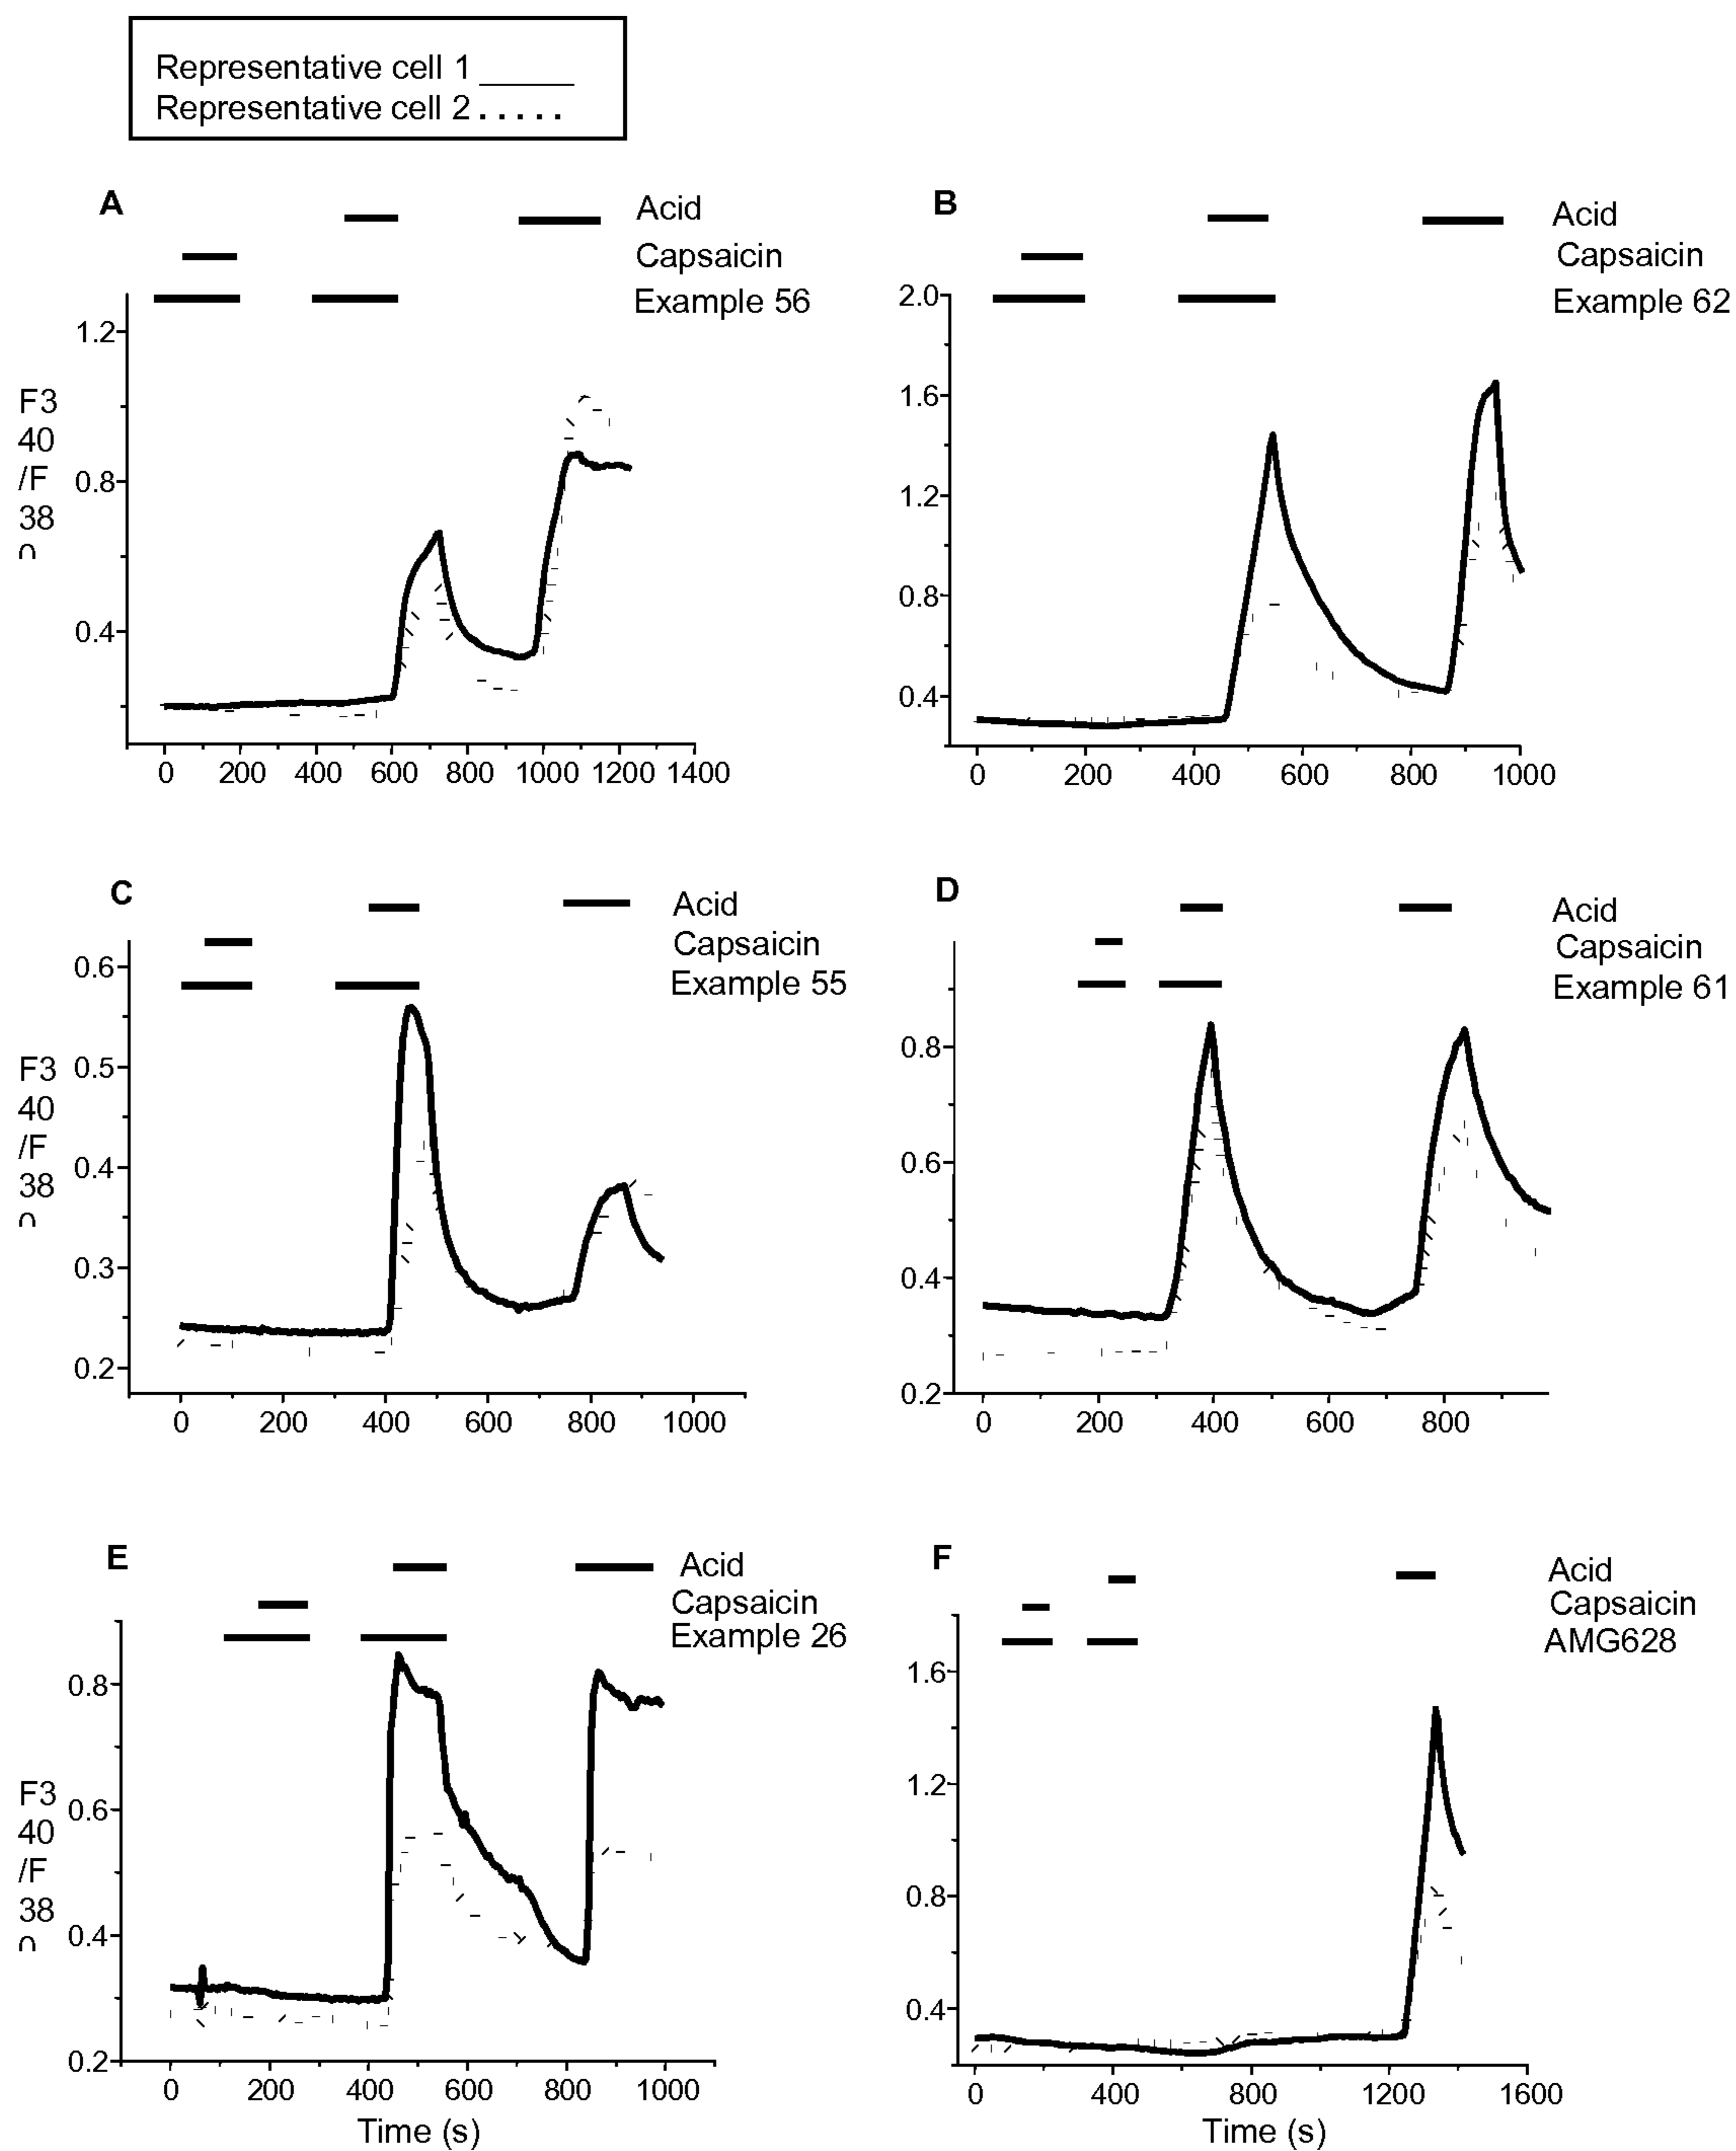 Representative cell 1
Representative cell 2
A
Acid
Capsaicin
Example 56
F3
40
/F
38
1.2
0.8
0.4
0 200 400 600 800 1000 1200 1400
B
Acid
Capsaicin
Example 62
2.0
1.6
1.2
0.8
0.4
0 200 400 600 800 1000
C
Acid
Capsaicin
Example 55
F3
40
/F
38
0.6
0.5
0.4
0.3
0.2
0 200 400 600 800 1000
D
Acid
Capsaicin
Example 61
0.8
0.6
0.4
0.2
0 200 400 600 800
E
Acid
Capsaicin
Example 26
F3
40
/F
38
0.8
0.6
0.4
0.2
0 200 400 600 800 1000
Time (s)
F
Acid
Capsaicin
AMG628
1.6
1.2
0.8
0.4
0 400 800 1200 1600
Time (s)